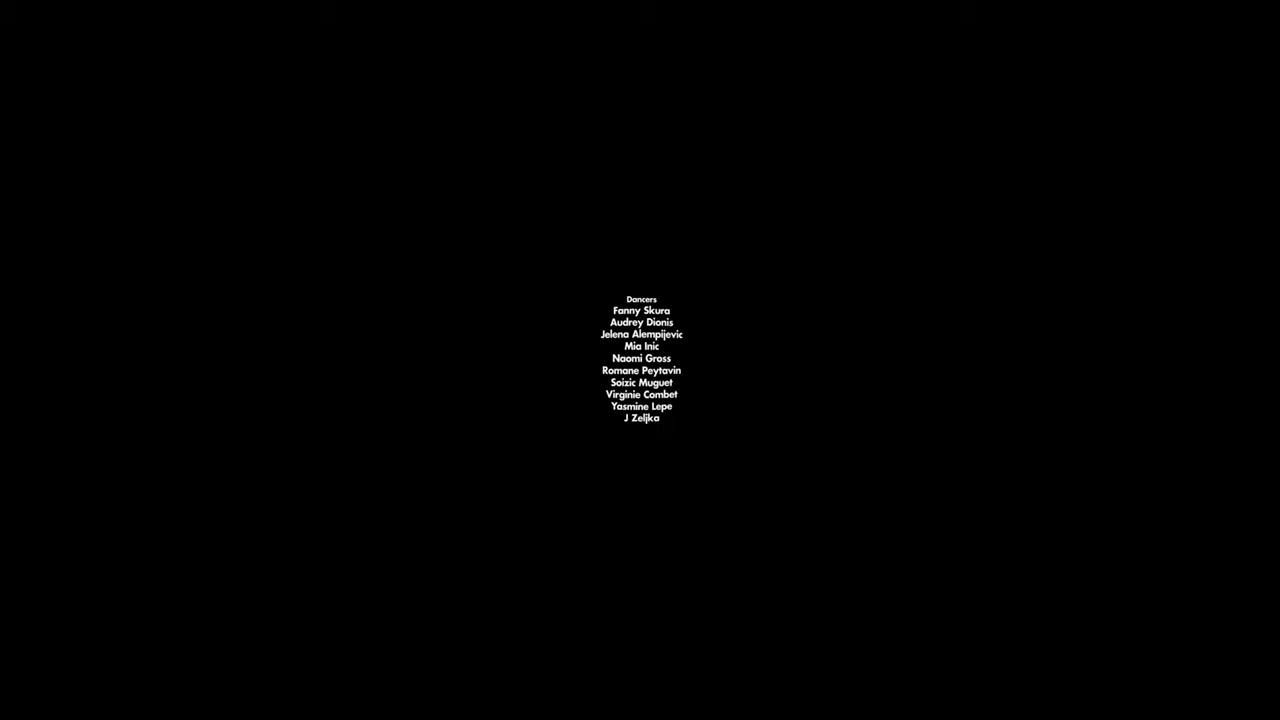 Dancers
Fanny Skura
Audrey Dionis
Jelena Alempijevic
Mia Inic
Naomi Gross
Romane Peytavin
Soizic Muguet
Virginie Combet
Yasmine Lepe
J Zeljka